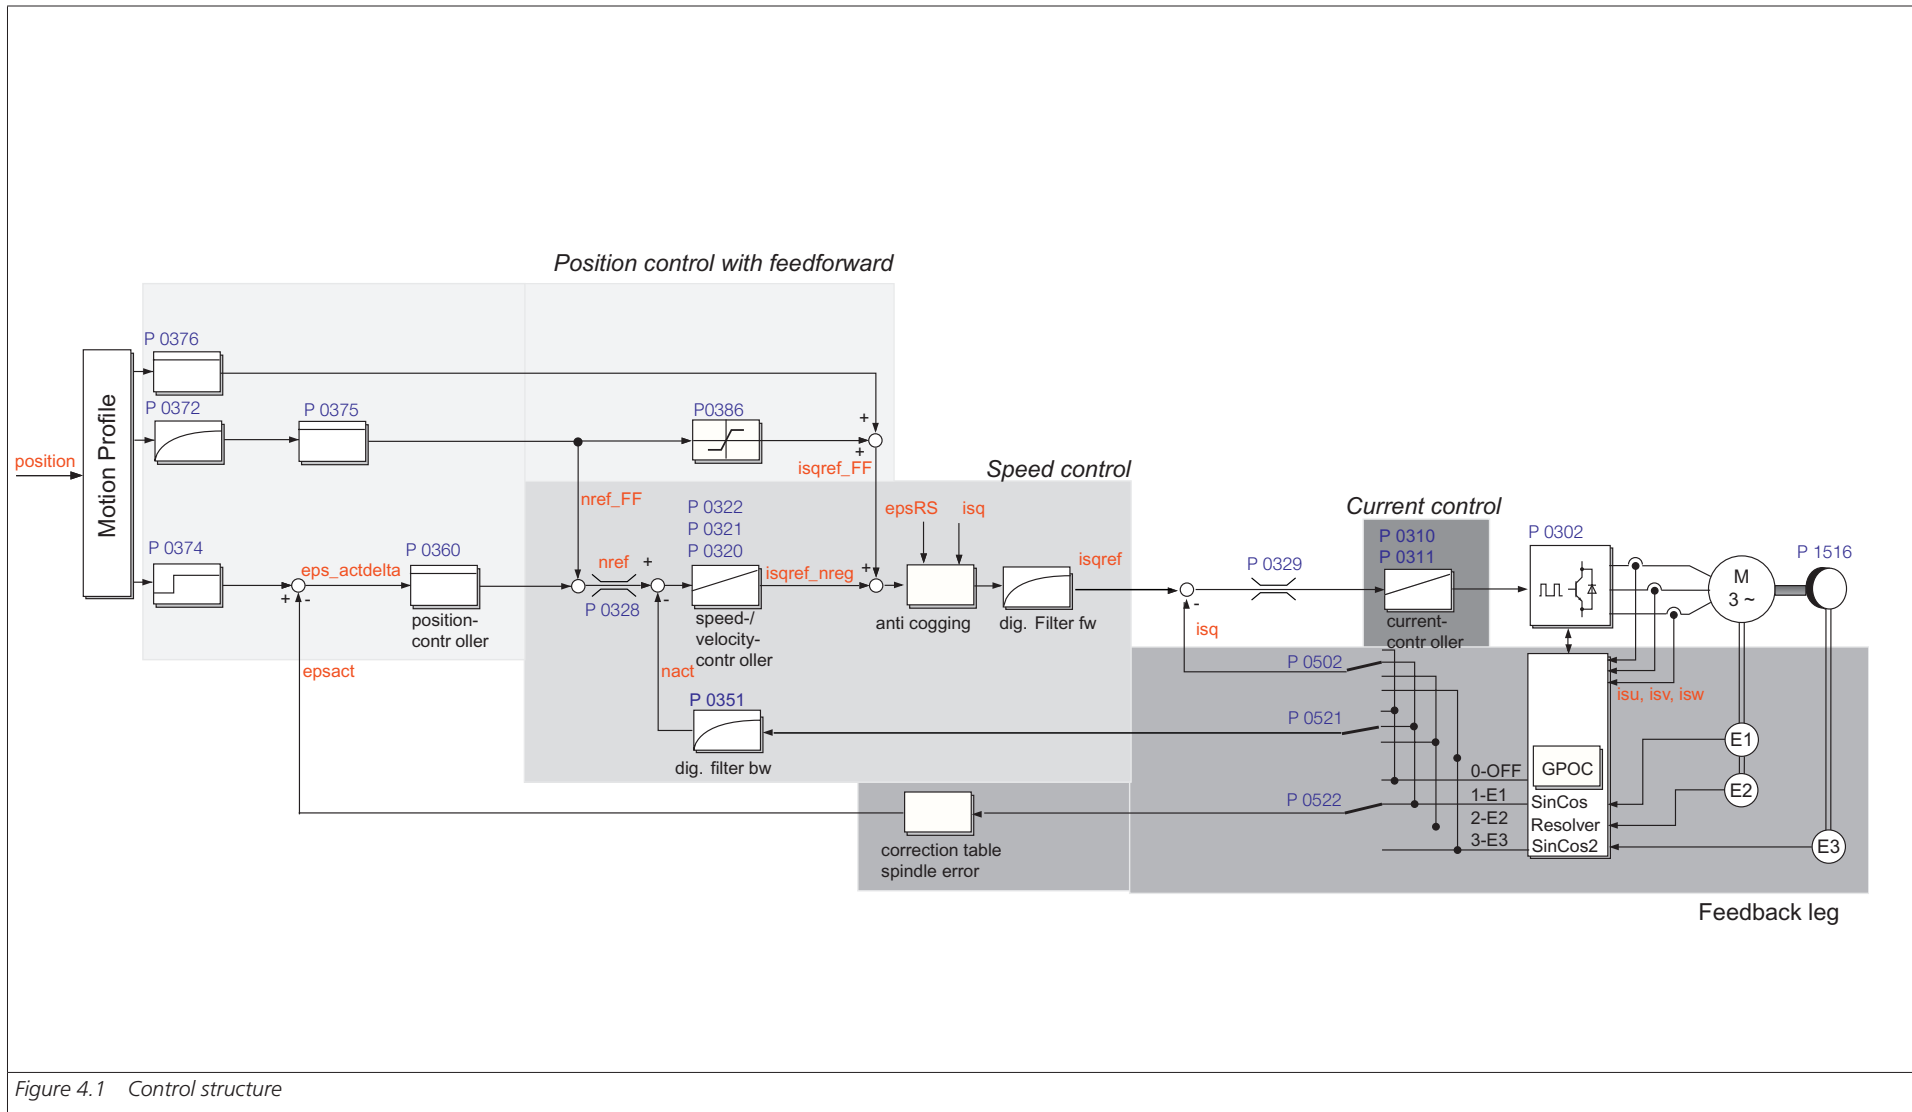 Position control with feedforward
P 0376
P 0372
P 0375
P0386
Motion Profile
position
isqref_FF
Speed control
nref_FF
P 0322
P 0321
P 0320
epsRS
isq
Current control
P 0310
P 0311
P 0302
P 1516
P 0374
eps_actdelta
P 0360
nref
isqref_nreg
isqref
P 0329
M
3 ~
P 0328
position-
contr oller
speed-/
velocity-
contr oller
anti cogging
dig. Filter fw
isq
current-
contr oller
epsact
nact
P 0502
isu, isv, isw
P 0351
P 0521
E1
dig. filter bw
0-OFF
GPOC
E2
P 0522
1-E1
SinCos
2-E2
Resolver
3-E3
SinCos2
E3
correction table
spindle error
Feedback leg
+
-
+
-
+
+
+
-
Figure 4.1 Control structure